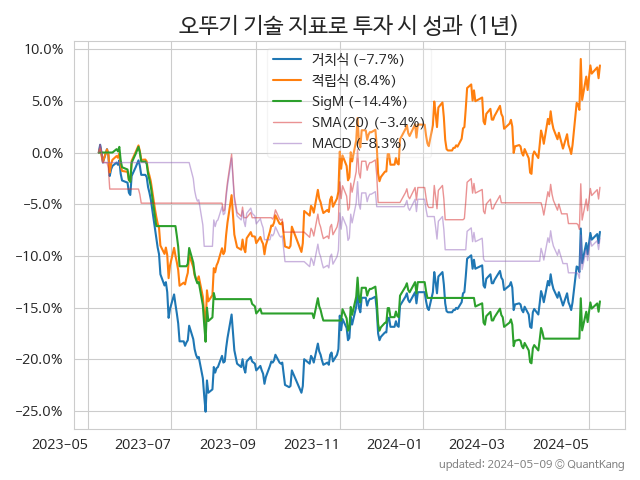 오뚜기 기술 지표로 투자 시 성과 (1년)
10.0%
5.0%
0.0%
−5.0%
−10.0%
−15.0%
−20.0%
−25.0%
거치식 (−7.7%)
적립식 (8.4%)
SigM (−14.4%)
SMA(20) (−3.4%)
MACD (−8.3%)
2023−05 2023−07 2023−09 2023−11 2024−01 2024−03 2024−05
updated: 2024−05−09 ⓒ QuantKang